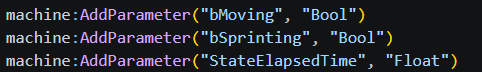 machine:AddParameter("bMoving", "Bool")
machine:AddParameter("bSprinting", "Bool")
machine:AddParameter("StateElapsedTime", "Float")